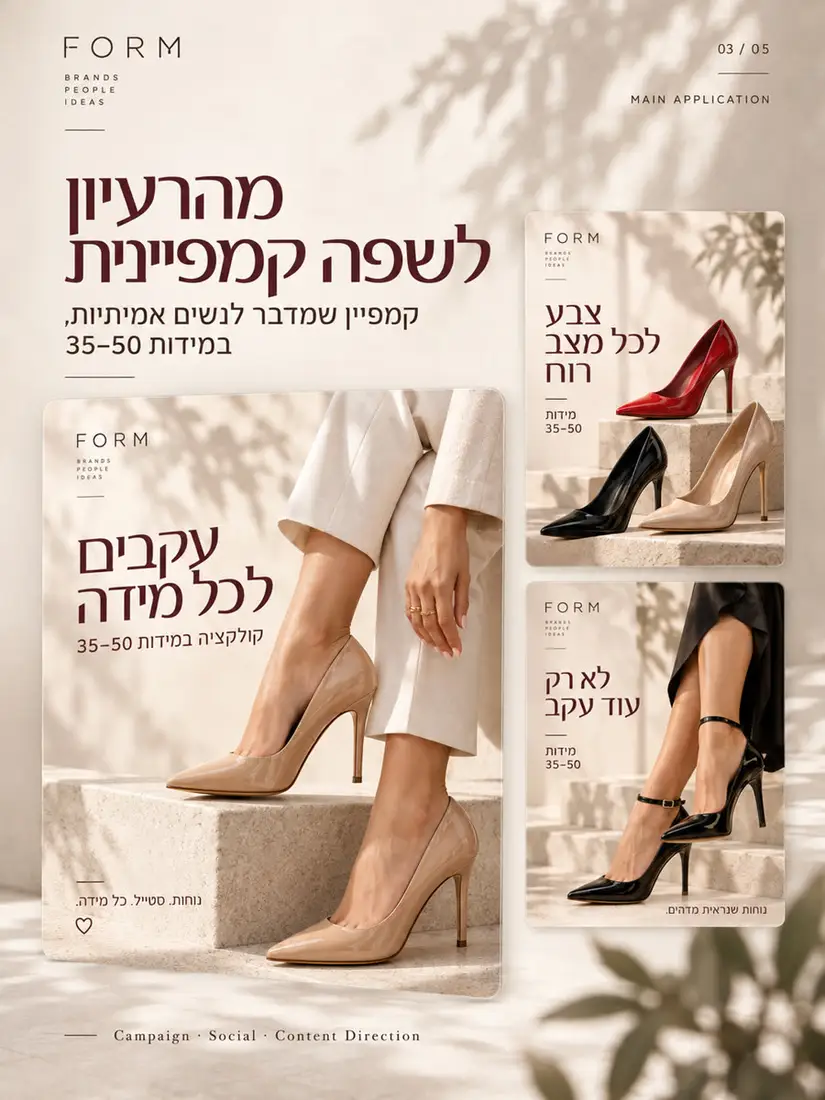 FORM
BRANDS
PEOPLE
IDEAS
03 / 05
MAIN APPLICATION
מהרעיון
לשפה קמפיינית
קמפיין שמדבר לנשים אמיתיות,
במידות 35–50
FORM
BRANDS
PEOPLE
IDEAS
עקבים
לכל מידה
קולקציה במידות 35–50
נוחות. סטייל. כל מידה.
FORM
BRANDS
PEOPLE
IDEAS
צבע
לכל מצב
רוח
מידות
35–50
FORM
BRANDS
PEOPLE
IDEAS
לא רק
עוד עקב
מידות
35–50
נוחות שנראית מדהים.
Campaign · Social · Content Direction